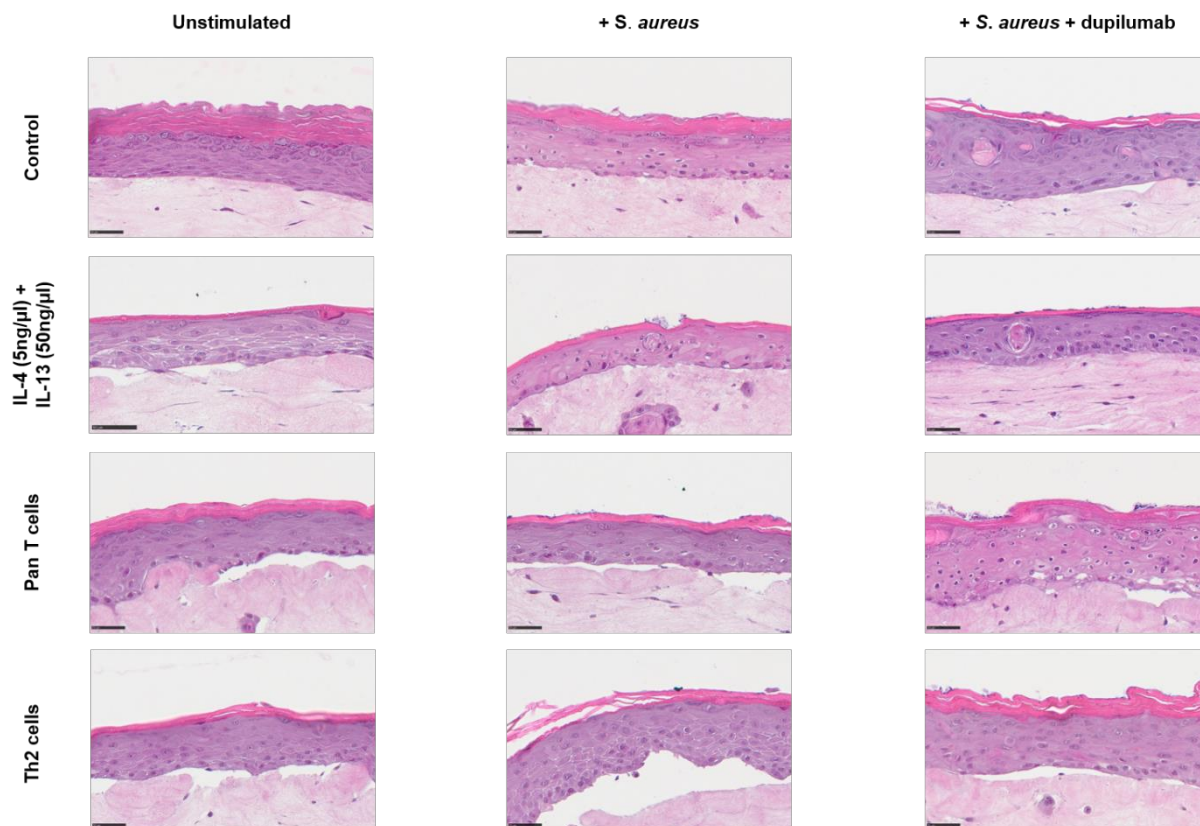 Unstimulated
+ S. aureus
+ S. aureus + dupilumab
Control
IL-4 (5ng/µl) +
IL-13 (50ng/µl)
Pan T cells
Th2 cells